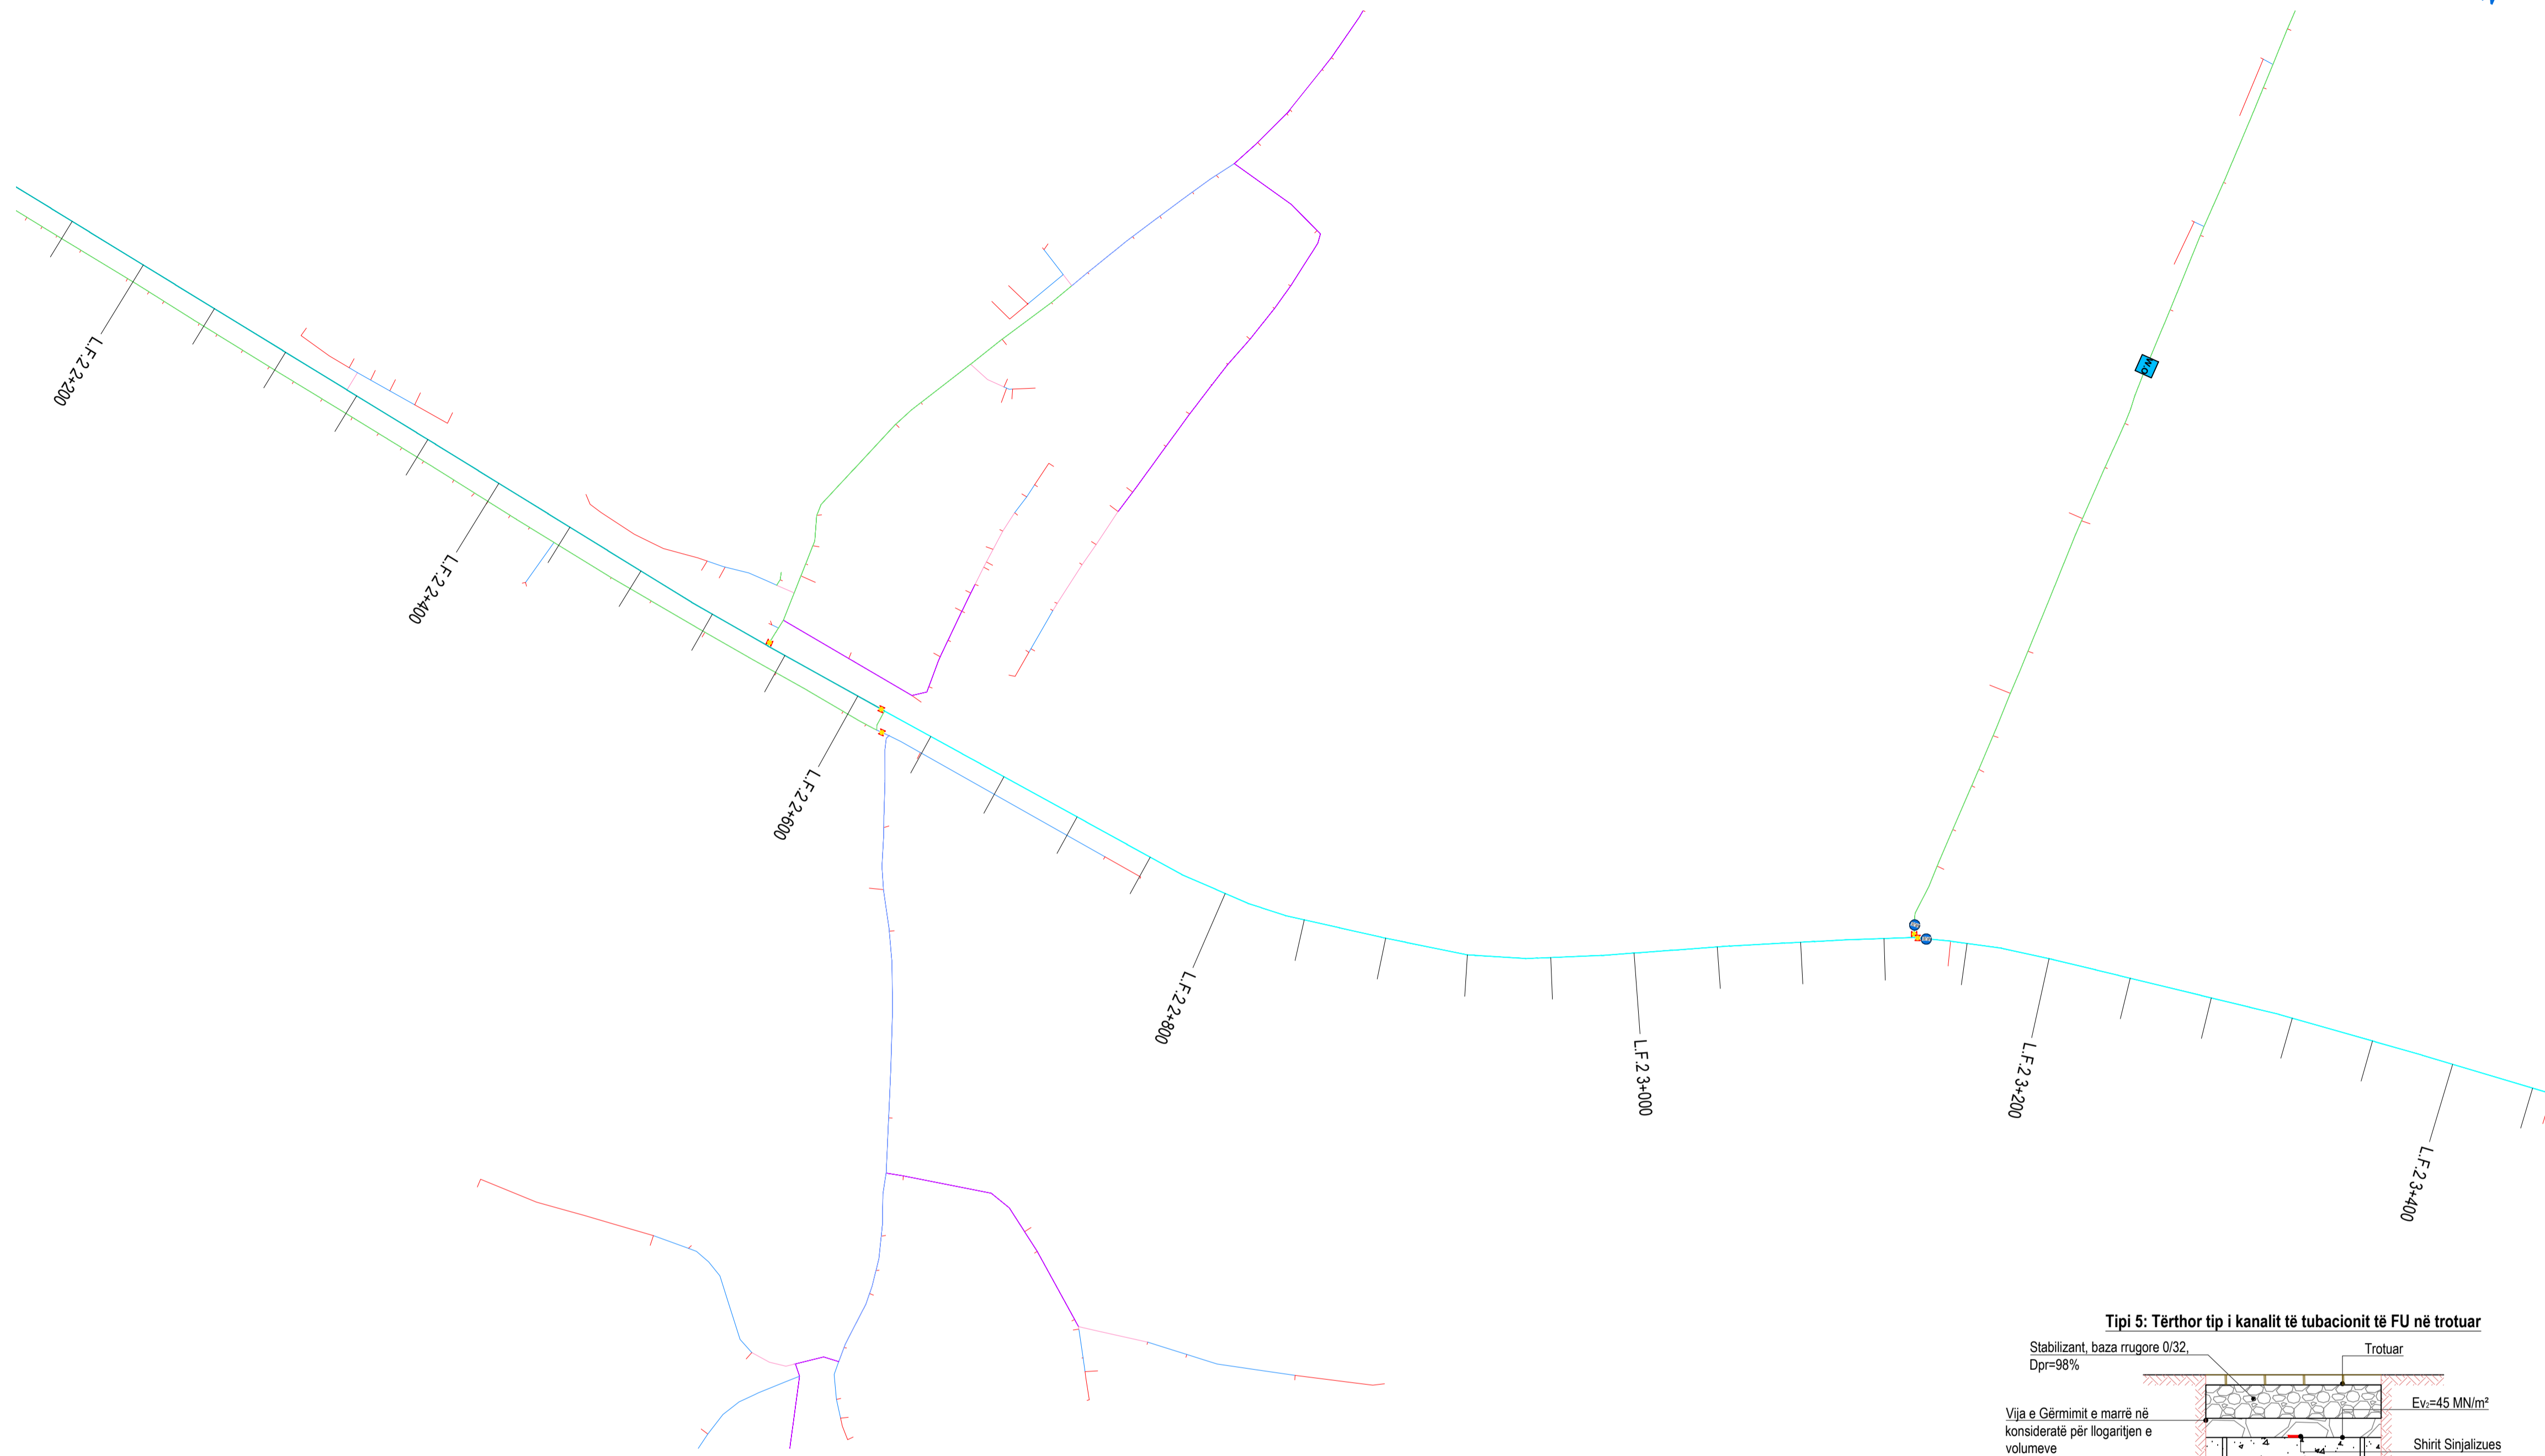 L.F.2 2+200
L.F.2 2+400
L.F.2 2+600
L.F.2 2+800
L.F.2 3+000
L.F.2 3+200
L.F.2 3+400
Tipi 5: Tërthor tip i kanalit të tubacionit të FU në trotuar
Stabilizant, baza rrugore 0/32,
Dpr=98%
Trotuar
Ev₂=45 MN/m²
Vija e Gërmimit e marrë në
konsideratë për llogaritjen e
volumeve
Shirit Sinjalizues